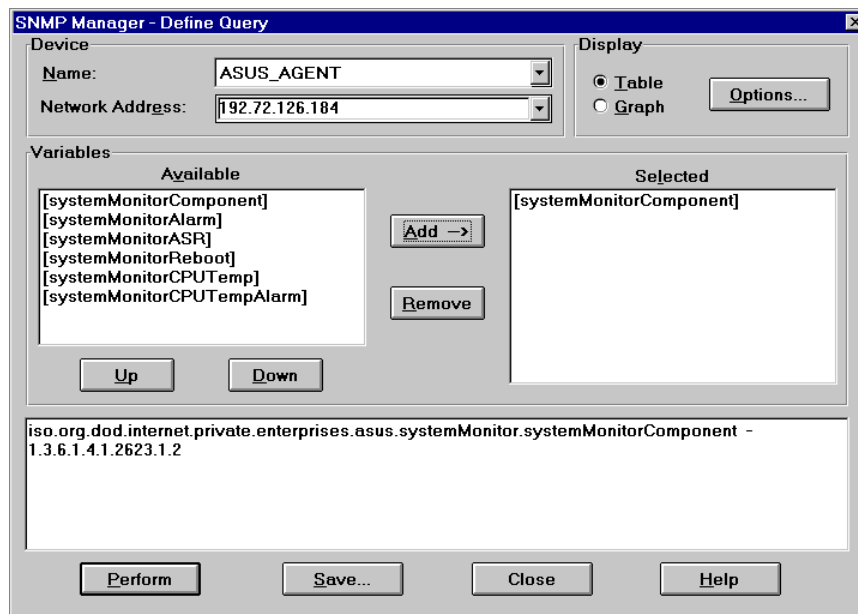 SNMP Manager - Define Query
Device
Name:
ASUS_AGENT
Network Address:
192.72.126.184
Display
Table
Graph
Options...
Variables
Available
[systemMonitorComponent]
[systemMonitorAlarm]
[systemMonitorASR]
[systemMonitorReboot]
[systemMonitorCPUTemp]
[systemMonitorCPUTempAlarm]
Up
Down
Add -->
Remove
Selected
[systemMonitorComponent]
iso.org.dod.internet.private.enterprises.asus.systemMonitor.systemMonitorComponent -
1.3.6.1.4.1.2623.1.2
Perform
Save...
Close
Help